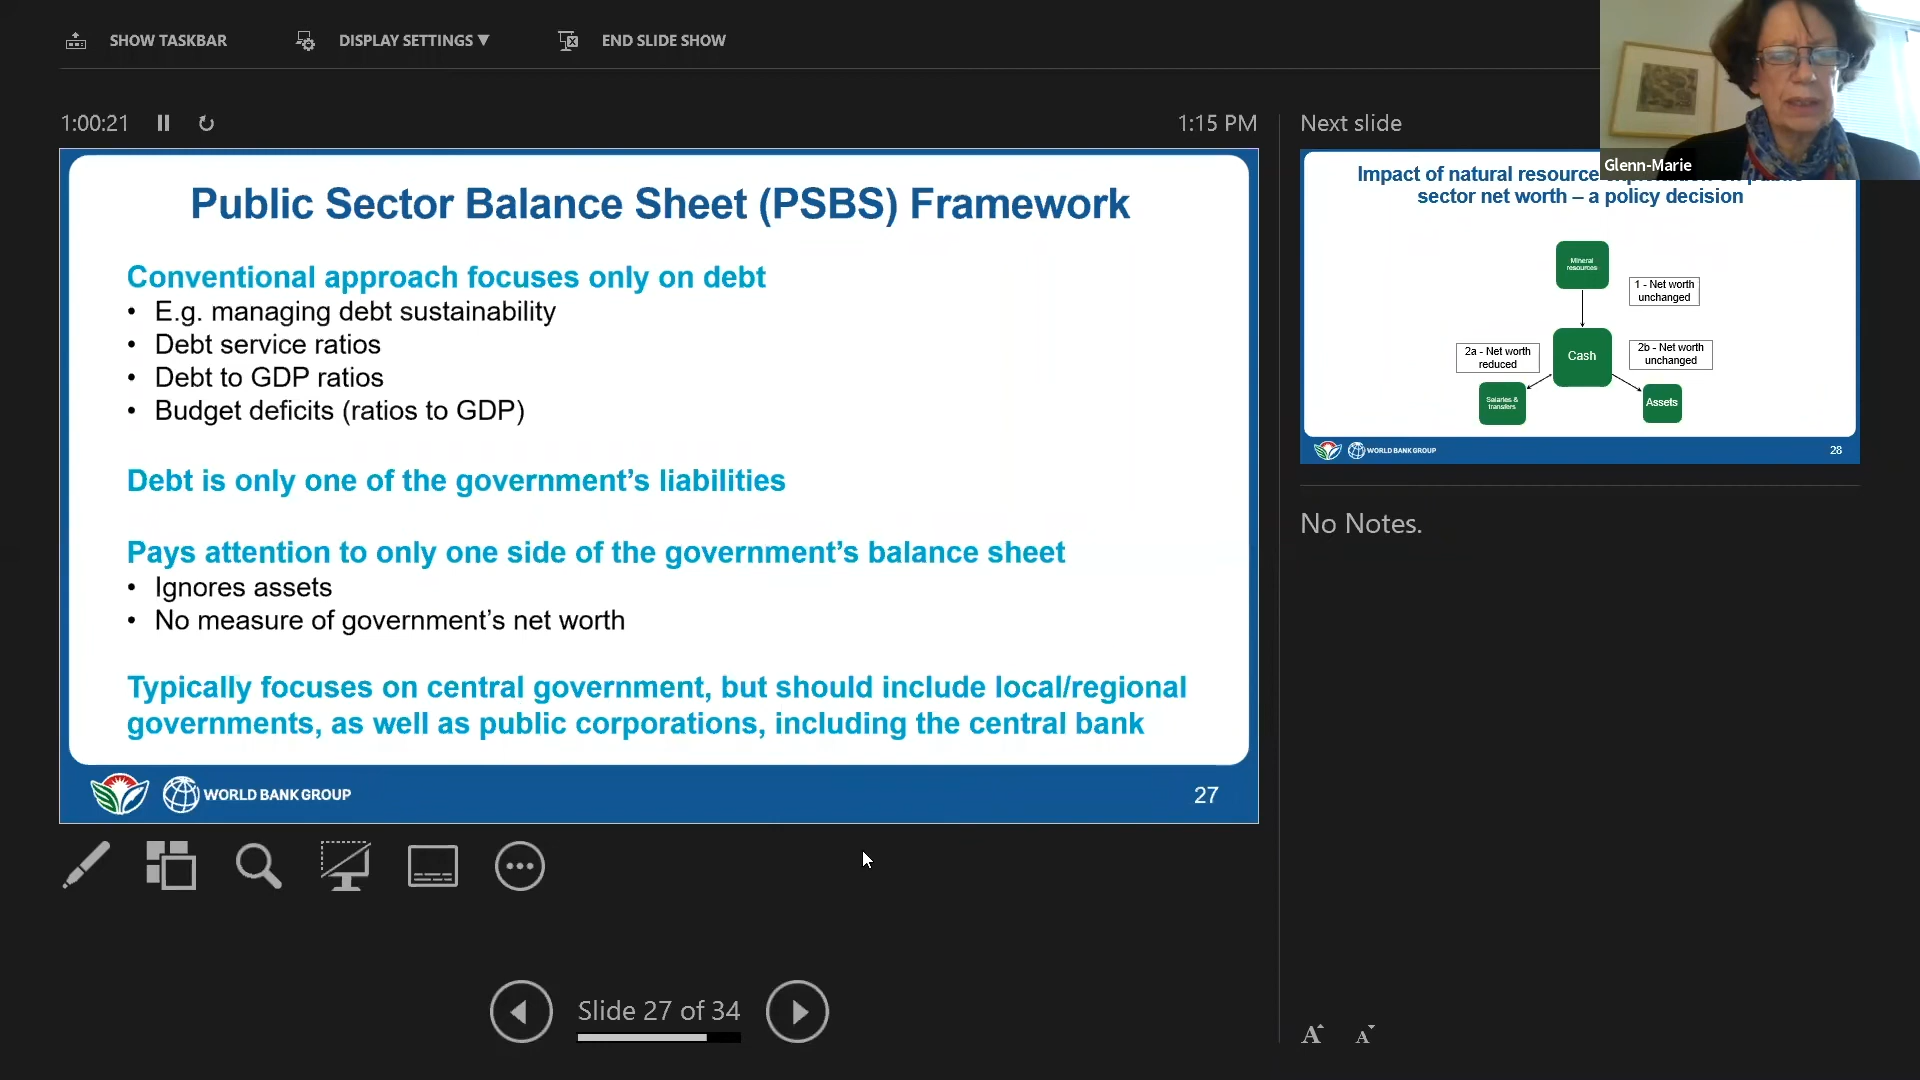 SHOW TASKBAR
DISPLAY SETTINGS
END SLIDE SHOW
1:00:21
1:15 PM
Next slide
Glenn-Marie
Public Sector Balance Sheet (PSBS) Framework
Conventional approach focuses only on debt
• E.g. managing debt sustainability
• Debt service ratios
• Debt to GDP ratios
• Budget deficits (ratios to GDP)
Debt is only one of the government’s liabilities
Pays attention to only one side of the government’s balance sheet
• Ignores assets
• No measure of government’s net worth
Typically focuses on central government, but should include local/regional
governments, as well as public corporations, including the central bank
WORLD BANK GROUP
27
Impact of natural resource
sector net worth – a policy decision
Mineral
resources
1 - Net worth
unchanged
2a - Net worth
reduced
Cash
2b - Net worth
unchanged
Salaries &
transfers
Assets
WORLD BANK GROUP
28
No Notes.
Slide 27 of 34
A A